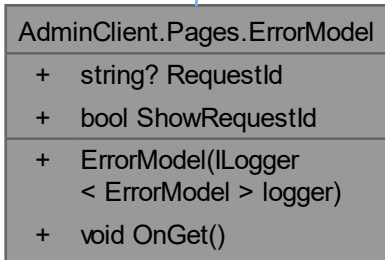 AdminClient.Pages.ErrorModel
+ string? RequestId
+ bool ShowRequestId
+ ErrorModel(ILogger
< ErrorModel > logger)
+ void OnGet()